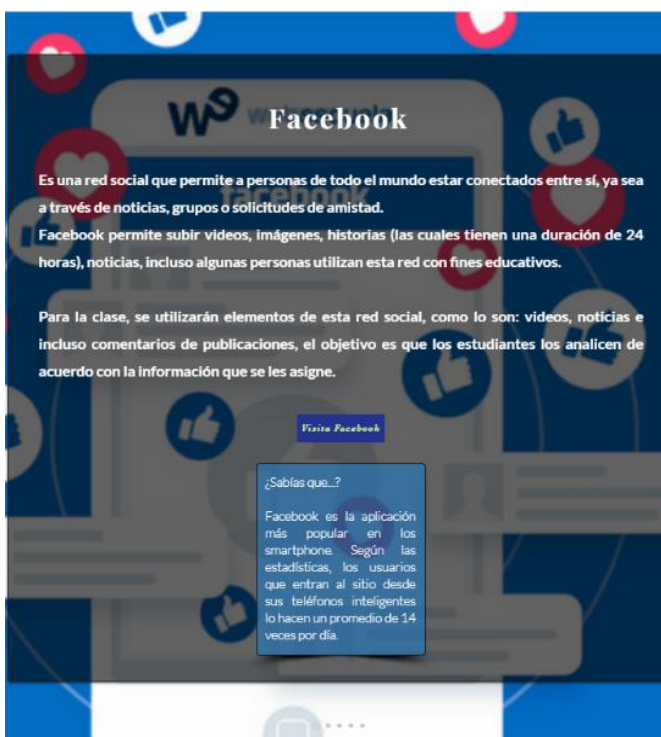 Facebook
Es una red social que permite a personas de todo el mundo estar conectados entre sí, ya sea
a través de noticias, grupos o solicitudes de amistad.
Facebook permite subir videos, imágenes, historias (las cuales tienen una duración de 24
horas), noticias, incluso algunas personas utilizan esta red con fines educativos.
Para la clase, se utilizarán elementos de esta red social, como lo son: videos, noticias e
incluso comentarios de publicaciones, el objetivo es que los estudiantes los analicen de
acuerdo con la información que se les asigne.
Visita Facebook
¿Sabías que...?
Facebook es la aplicación
más popular en los
smartphone. Según las
estadísticas, los usuarios
que entran al sitio desde
sus teléfonos inteligentes
lo hacen un promedio de 14
veces por día.